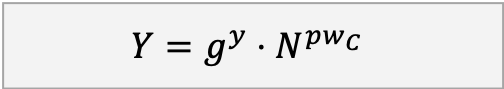 Y = g^y · N^{pw_C}